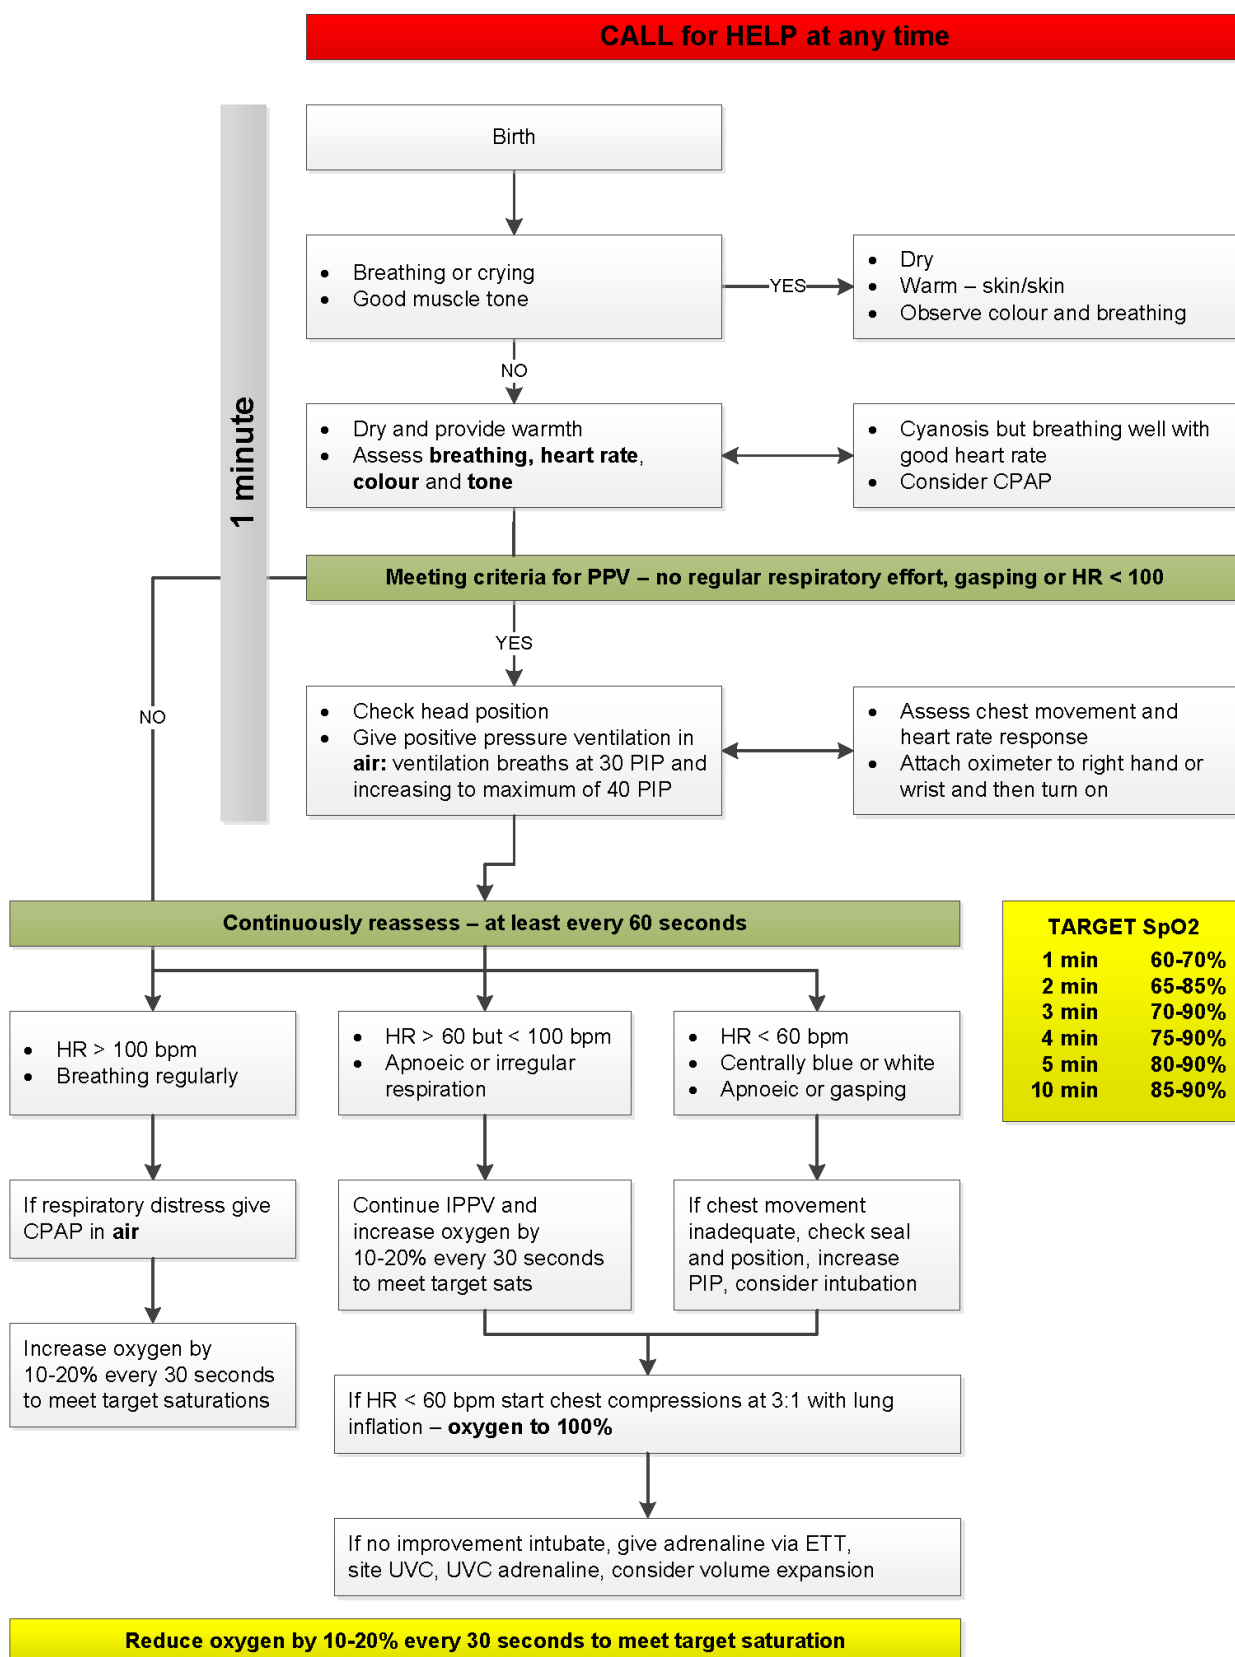 CALL for HELP at any time
1 minute
Birth
• Breathing or crying
• Good muscle tone
YES
• Dry
• Warm – skin/skin
• Observe colour and breathing
NO
• Dry and provide warmth
• Assess breathing, heart rate,
colour and tone
• Cyanosis but breathing well with
good heart rate
• Consider CPAP
Meeting criteria for PPV – no regular respiratory effort, gasping or HR < 100
YES
NO
• Check head position
• Give positive pressure ventilation in
air: ventilation breaths at 30 PIP and
increasing to maximum of 40 PIP
• Assess chest movement and
heart rate response
• Attach oximeter to right hand or
wrist and then turn on
Continuously reassess – at least every 60 seconds
TARGET SpO2
1 min 60-70%
2 min 65-85%
3 min 70-90%
4 min 75-90%
5 min 80-90%
10 min 85-90%
• HR > 100 bpm
• Breathing regularly
• HR > 60 but < 100 bpm
• Apnoeic or irregular
respiration
• HR < 60 bpm
• Centrally blue or white
• Apnoeic or gasping
If respiratory distress give
CPAP in air
Continue IPPV and
increase oxygen by
10-20% every 30 seconds
to meet target sats
If chest movement
inadequate, check seal
and position, increase
PIP, consider intubation
Increase oxygen by
10-20% every 30 seconds
to meet target saturations
If HR < 60 bpm start chest compressions at 3:1 with lung
inflation – oxygen to 100%
If no improvement intubate, give adrenaline via ETT,
site UVC, UVC adrenaline, consider volume expansion
Reduce oxygen by 10-20% every 30 seconds to meet target saturation